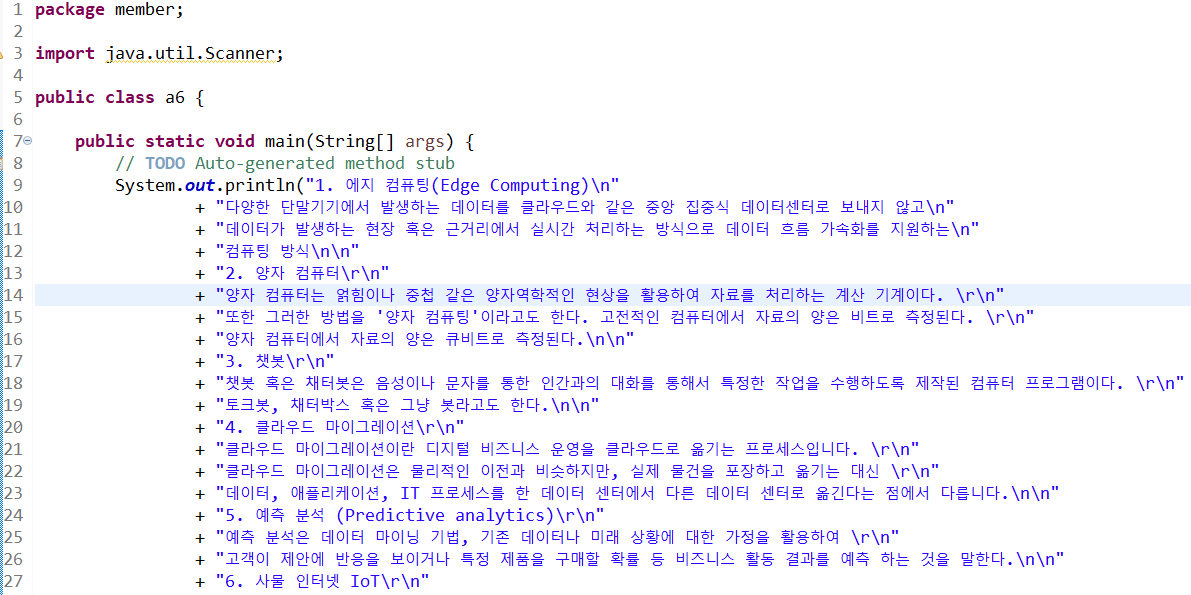 1 package member;
2
3 import java.util.Scanner;
4
5 public class a6 {
6
7 public static void main(String[] args) {
8 // TODO Auto-generated method stub
9 System.out.println("1. 에지 컴퓨팅(Edge Computing)\n"
10 + "다양한 단말기기에서 발생하는 데이터를 클라우드와 같은 중앙 집중식 데이터센터로 보내지 않고\n"
11 + "데이터가 발생하는 현장 혹은 근거리에서 실시간 처리하는 방식으로 데이터 흐름 가속화를 지원하는\n"
12 + "컴퓨팅 방식\n\n"
13 + "2. 양자 컴퓨터\r\n"
14 + "양자 컴퓨터는 얽힘이나 중첩 같은 양자역학적인 현상을 활용하여 자료를 처리하는 계산 기계이다. \r\n"
15 + "또한 그러한 방법을 '양자 컴퓨팅'이라고도 한다. 고전적인 컴퓨터에서 자료의 양은 비트로 측정된다. \r\n"
16 + "양자 컴퓨터에서 자료의 양은 큐비트로 측정된다.\n\n"
17 + "3. 챗봇\r\n"
18 + "챗봇 혹은 채터봇은 음성이나 문자를 통한 인간과의 대화를 통해서 특정한 작업을 수행하도록 제작된 컴퓨터 프로그램이다. \r\n"
19 + "토크봇, 채터박스 혹은 그냥 봇라고도 한다.\n\n"
20 + "4. 클라우드 마이그레이션\r\n"
21 + "클라우드 마이그레이션이란 디지털 비즈니스 운영을 클라우드로 옮기는 프로세스입니다. \r\n"
22 + "클라우드 마이그레이션은 물리적인 이전과 비슷하지만, 실제 물건을 포장하고 옮기는 대신 \r\n"
23 + "데이터, 애플리케이션, IT 프로세스를 한 데이터 센터에서 다른 데이터 센터로 옮긴다는 점에서 다릅니다.\n\n"
24 + "5. 예측 분석 (Predictive analytics)\r\n"
25 + "예측 분석은 데이터 마이닝 기법, 기존 데이터나 미래 상황에 대한 가정을 활용하여 \r\n"
26 + "고객이 제안에 반응을 보이거나 특정 제품을 구매할 확률 등 비즈니스 활동 결과를 예측 하는 것을 말한다.\n\n"
27 + "6. 사물 인터넷 IoT\r\n"